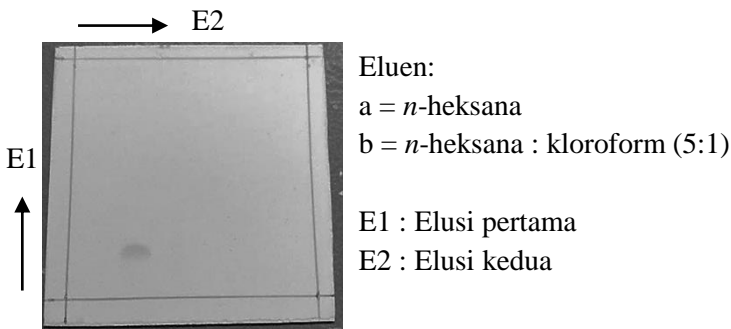 E2
Eluen:
a = n-heksana
b = n-heksana : kloroform (5:1)
E1
E1 : Elusi pertama
E2 : Elusi kedua